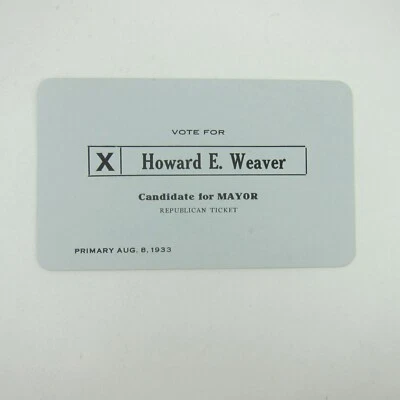 VOTE FOR
X Howard E. Weaver
Candidate for MAYOR
REPUBLICAN TICKET
PRIMARY AUG. 8, 1933